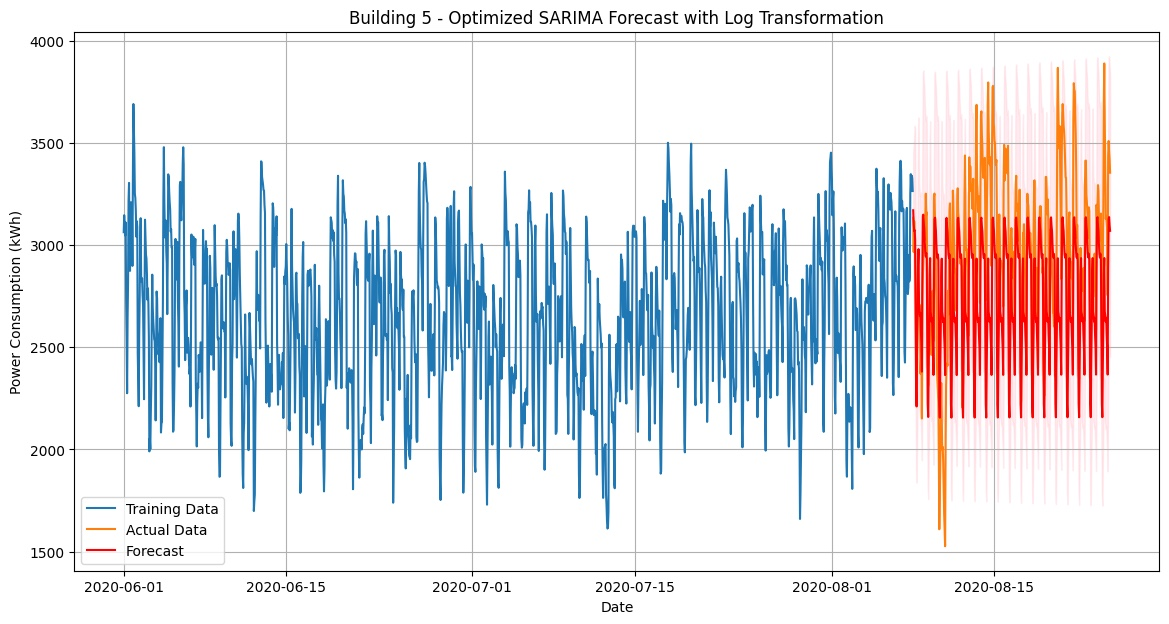 Building 5 - Optimized SARIMA Forecast with Log Transformation
Power Consumption (kWh)
4000
3500
3000
2500
2000
1500
Training Data
Actual Data
Forecast
2020-06-01
2020-06-15
2020-07-01
2020-07-15
2020-08-01
2020-08-15
Date